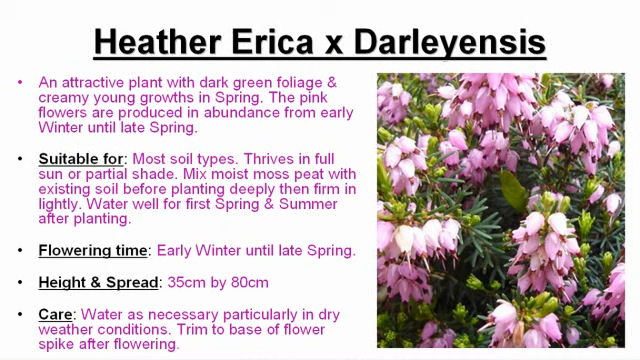 Heather Erica x Darleyensis
• An attractive plant with dark green foliage &
creamy young growths in Spring. The pink
flowers are produced in abundance from early
Winter until late Spring.
• Suitable for: Most soil types. Thrives in full
sun or partial shade. Mix moist moss peat with
existing soil before planting deeply then firm in
lightly. Water well for first Spring & Summer
after planting.
• Flowering time: Early Winter until late Spring.
• Height & Spread: 35cm by 80cm
• Care: Water as necessary particularly in dry
weather conditions. Trim to base of flower
spike after flowering.